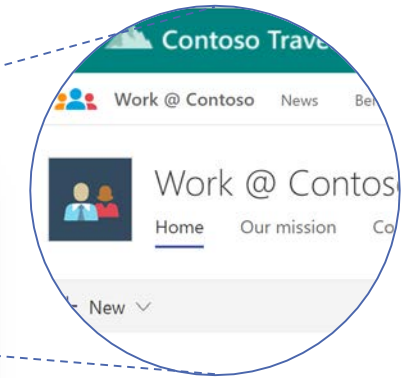 Contoso Trave
Work @ Contoso News Be
Work @ Contos
Home Our mission Co
New